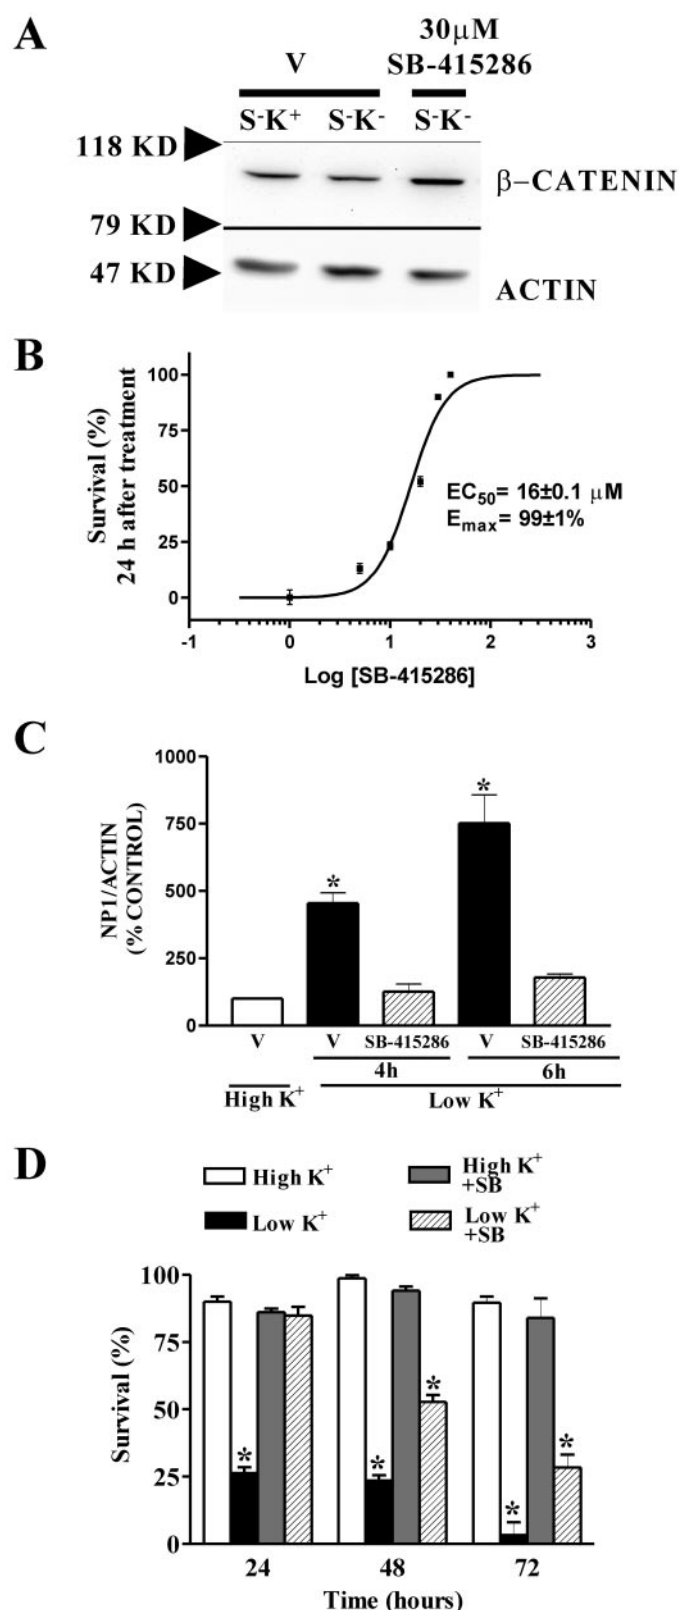 A
30μM
V SB-415286
S-K+ S-K- S-K-
118 KD
β–CATENIN
79 KD
47 KD
ACTIN
B
Survival (%)
24 h after treatment
100
75
50
25
0
EC50= 16±0.1 μM
Emax= 99±1%
-1 0 1 2 3
Log [SB-415286]
C
NP1/ACTIN
(% CONTROL)
1000
750
500
250
0
* *
V V SB-415286 V SB-415286
4h 6h
High K+ Low K+
D
High K+ High K+
+SB
Low K+ Low K+
+SB
Survival (%)
100
75
50
25
0
* * * * *
24 48 72
Time (hours)